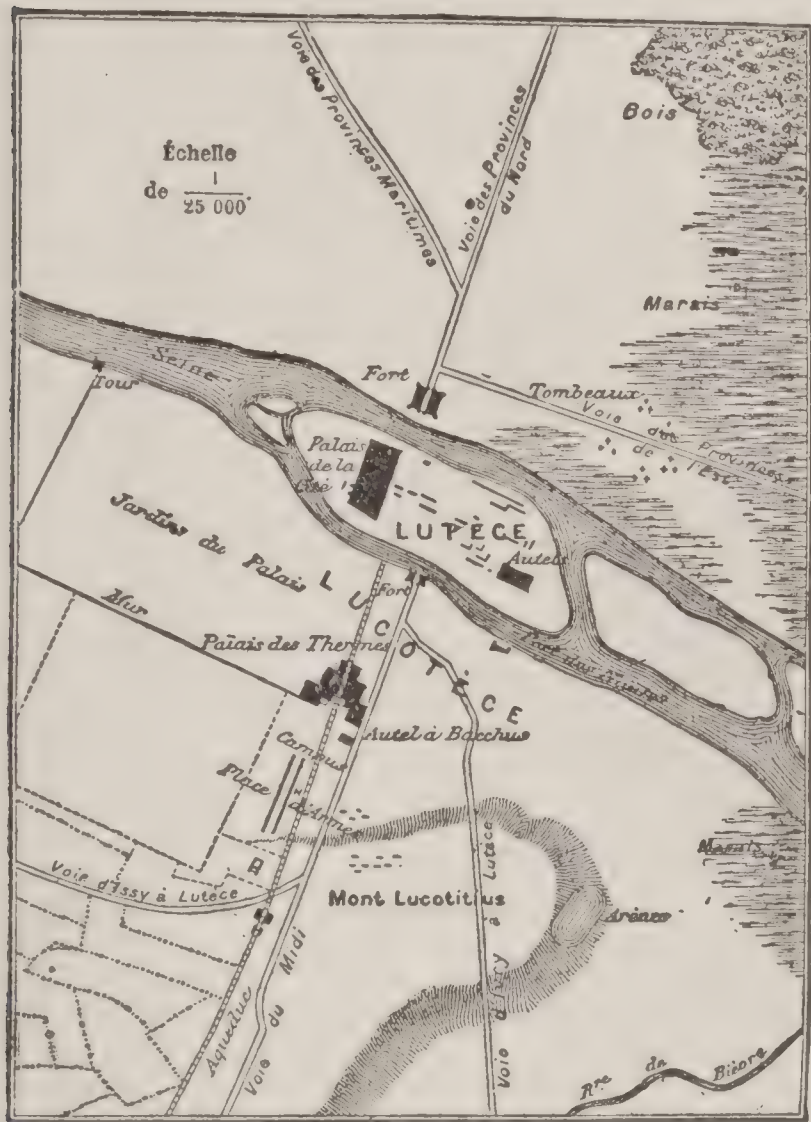 Voie des Provinces Maritimes
Voie des Provinces
du Nord
Bois
Échelle
de 1/25 000
Marais
Seine
Tour
Fort
Tombeaux
Voie des Provinces
de l'Est
Palais
de la
Cité
LUTÈCE
Autels
Jardins du Palais
Fort
LUCOTÈCE
Mur
Palais des Thermes
Autel à Bacchus
Campus
Place
d'Armes
Marais
Voie d'Issy à Lutèce
Mont Lucotitius
Arènes
Voie d'Ivry à Lutèce
Aqueduc
Voie du Midi
Rre de Bièvre